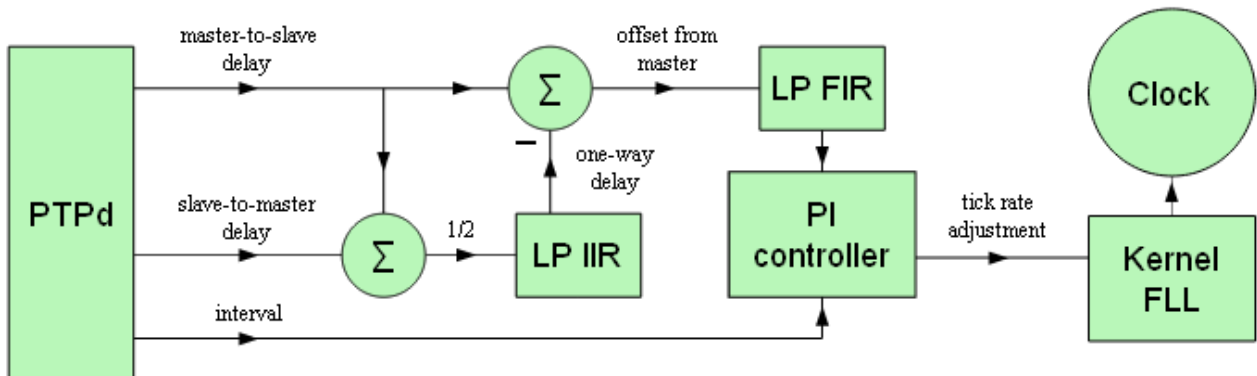 master-to-slave
delay
offset from
master
Σ
LP FIR
Clock
−
one-way
delay
PTPd
slave-to-master
delay
Σ
1/2
LP IIR
PI
controller
tick rate
adjustment
Kernel
FLL
interval